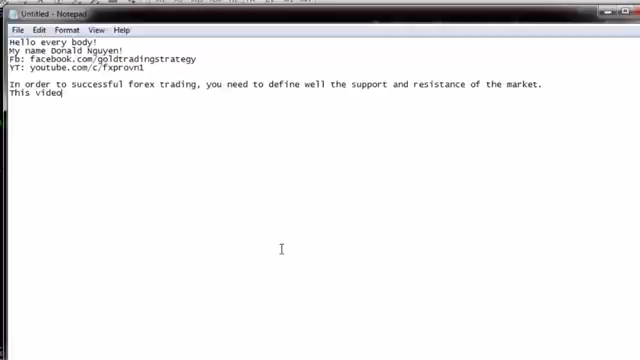 Untitled - Notepad
File Edit Format View Help
Hello every body!
My name Donald Nguyen!
Fb: facebook.com/goldtradingstrategy
YT: youtube.com/c/fxprovn1
In order to successful forex trading, you need to define well the support and resistance of the market.
This video